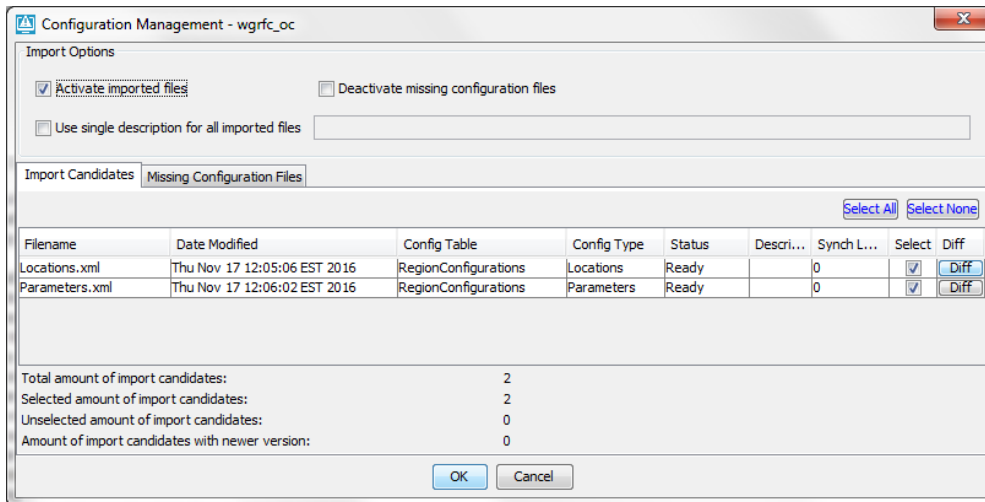 Configuration Management - wgrfc_oc
x
Import Options
Activate imported files
Deactivate missing configuration files
Use single description for all imported files
Import Candidates Missing Configuration Files
Select All Select None
Filename Date Modified Config Table Config Type Status Descri... Synch L... Select Diff
Locations.xml Thu Nov 17 12:05:06 EST 2016 RegionConfigurations Locations Ready 0 Diff
Parameters.xml Thu Nov 17 12:06:02 EST 2016 RegionConfigurations Parameters Ready 0 Diff
Total amount of import candidates: 2
Selected amount of import candidates: 2
Unselected amount of import candidates: 0
Amount of import candidates with newer version: 0
OK Cancel